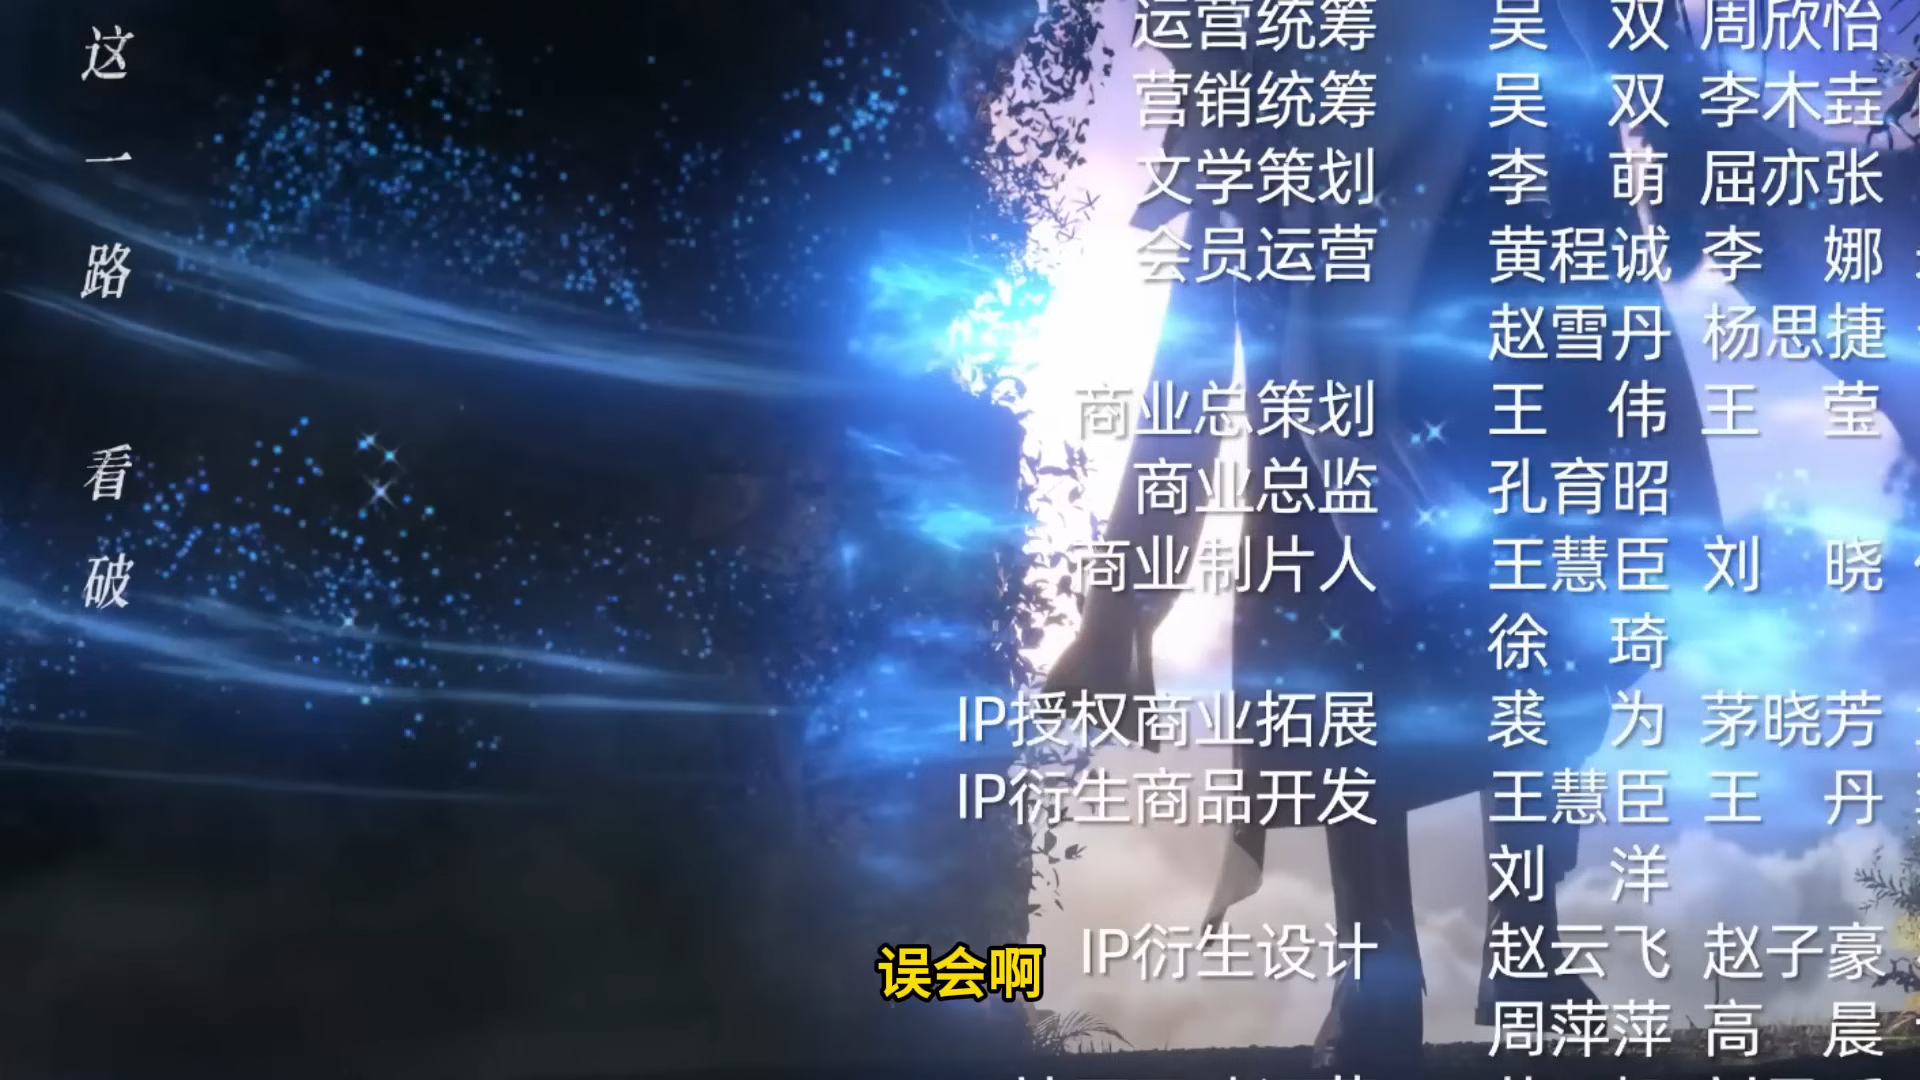 这一路 看破
运营统筹 吴双 周欣怡
营销统筹 吴双 李木垚
文学策划 李萌 屈亦张
会员运营 黄程诚 李娜
赵雪丹 杨思捷
商业总策划 王伟 王莹
商业总监 孔育昭
商业制片人 王慧臣 刘晓
徐琦
IP授权商业拓展 裘为 茅晓芳
IP衍生商品开发 王慧臣 王丹
刘洋
IP衍生设计 赵云飞 赵子豪
周萍萍 高晨
误会啊